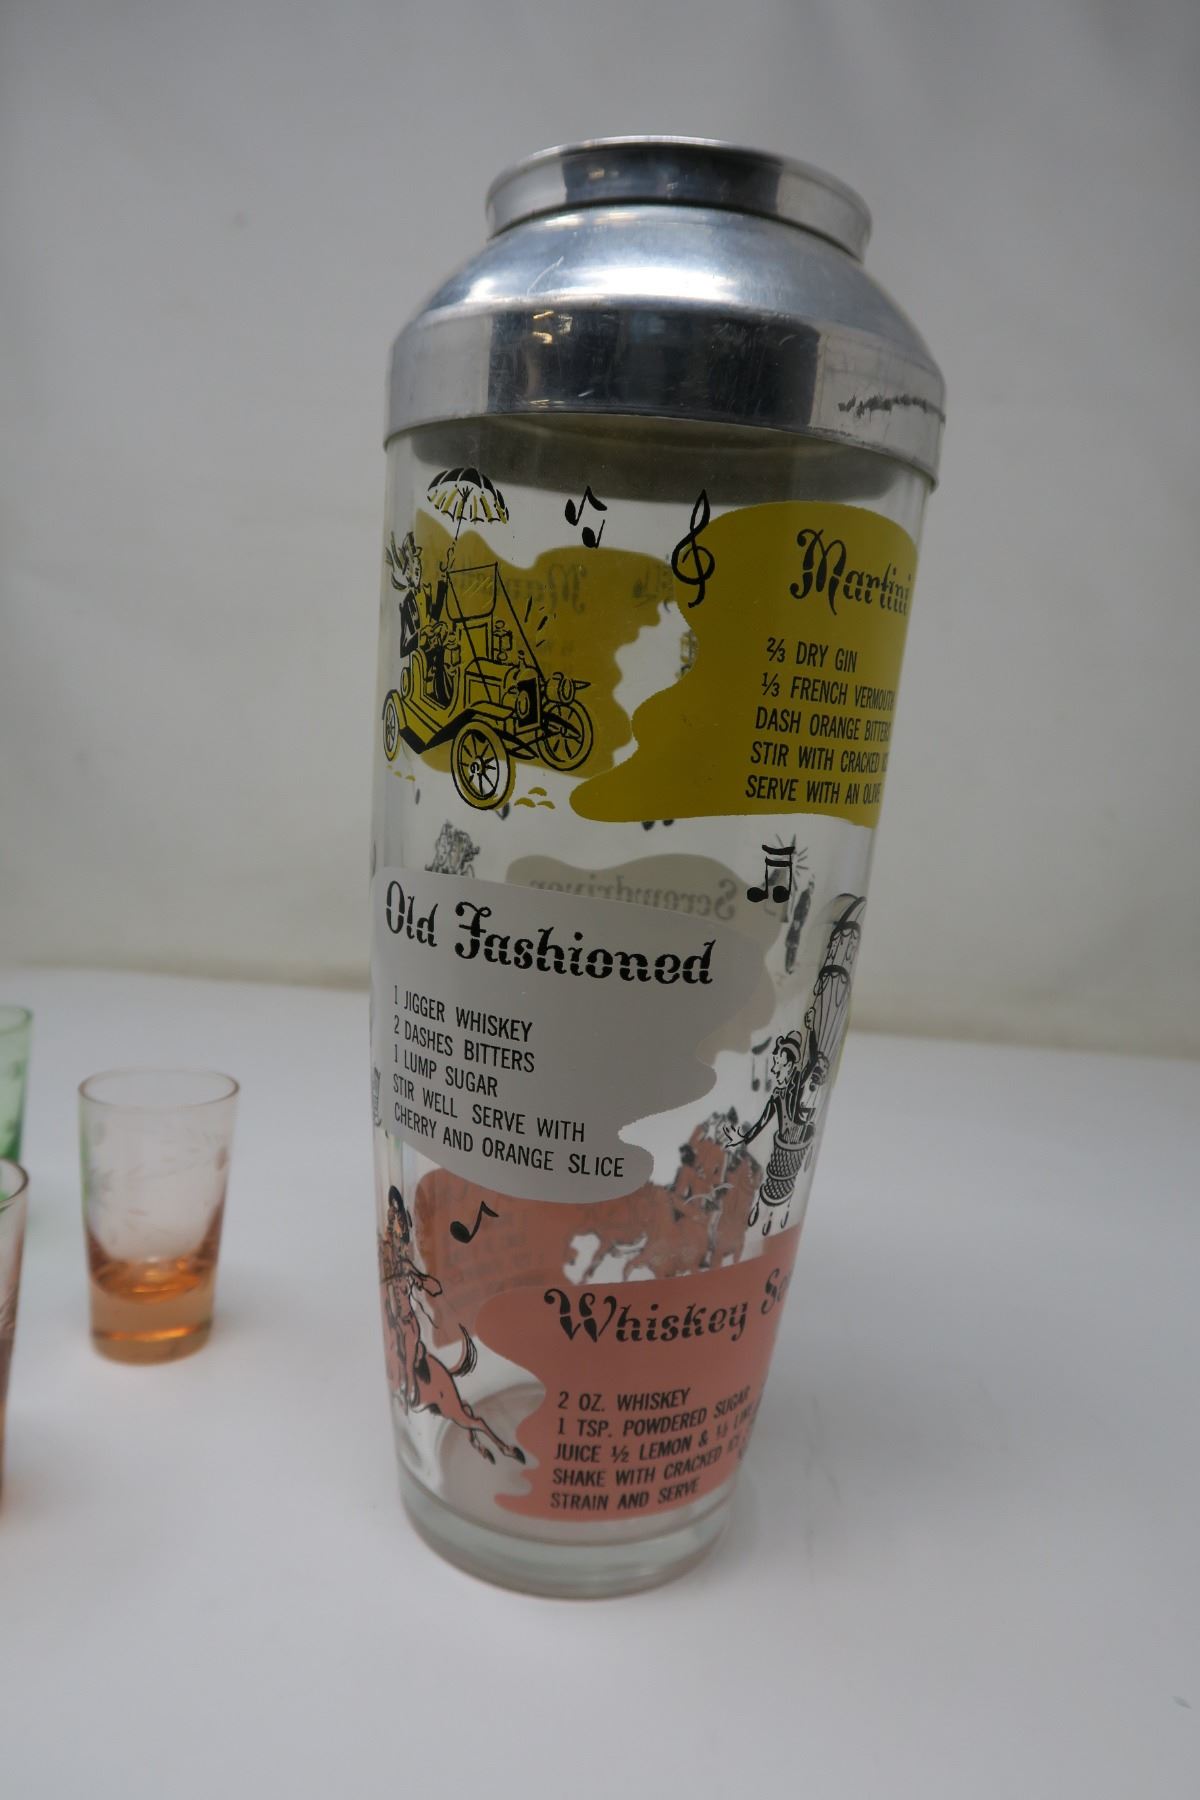 Martini
⅔ DRY GIN
⅓ FRENCH VERMOUTH
DASH ORANGE BITTERS
STIR WITH CRACKED
SERVE WITH AN OLIVE
Screwdriver
Old Fashioned
1 JIGGER WHISKEY
2 DASHES BITTERS
1 LUMP SUGAR
STIR WELL SERVE WITH
CHERRY AND ORANGE SLICE
Whiskey
2 OZ. WHISKEY
1 TSP. POWDERED SUGAR
JUICE ½ LEMON & ½
SHAKE WITH CRACKED
STRAIN AND SERVE